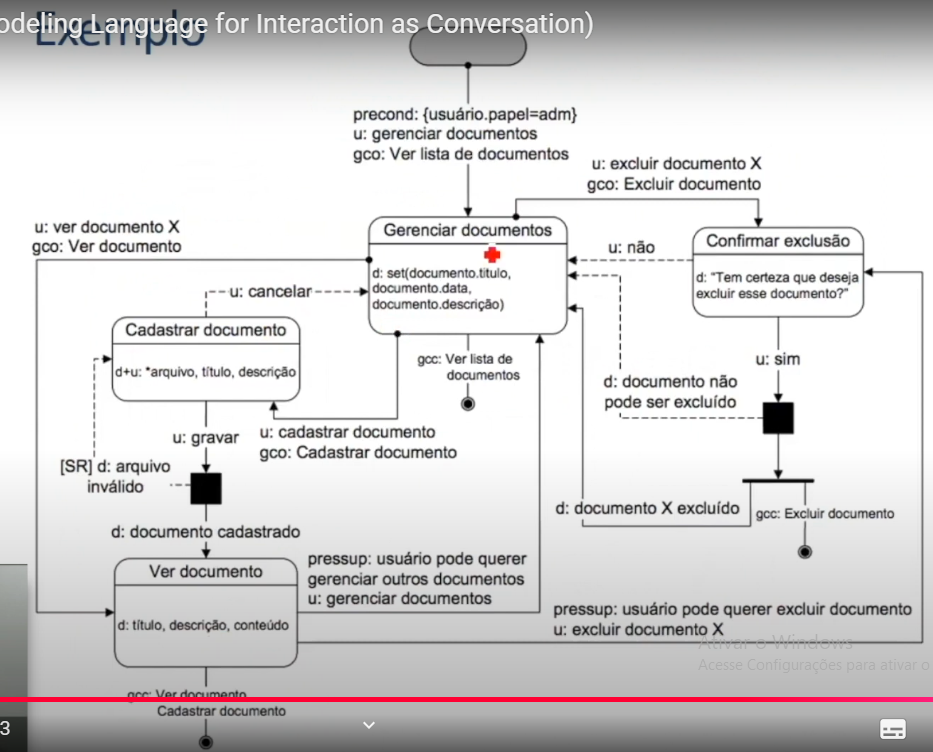 odeling Language for Interaction as Conversation)
Exemplo
precond: {usuário.papel=adm}
u: gerenciar documentos
gco: Ver lista de documentos
u: excluir documento X
gco: Excluir documento
u: ver documento X
gco: Ver documento
Gerenciar documentos
d: set(documento.titulo,
documento.data,
documento.descrição)
u: não
Confirmar exclusão
d: "Tem certeza que deseja
excluir esse documento?"
u: cancelar
Cadastrar documento
d+u: *arquivo, título, descrição
gcc: Ver lista de
documentos
u: sim
d: documento não
pode ser excluído
u: gravar
u: cadastrar documento
gco: Cadastrar documento
[SR] d: arquivo
inválido
d: documento X excluído
gcc: Excluir documento
d: documento cadastrado
Ver documento
d: título, descrição, conteúdo
pressup: usuário pode querer
gerenciar outros documentos
u: gerenciar documentos
pressup: usuário pode querer excluir documento
u: excluir documento X
Ativar o Windows
Acesse Configurações para ativar o
gcc: Ver documento
Cadastrar documento
3